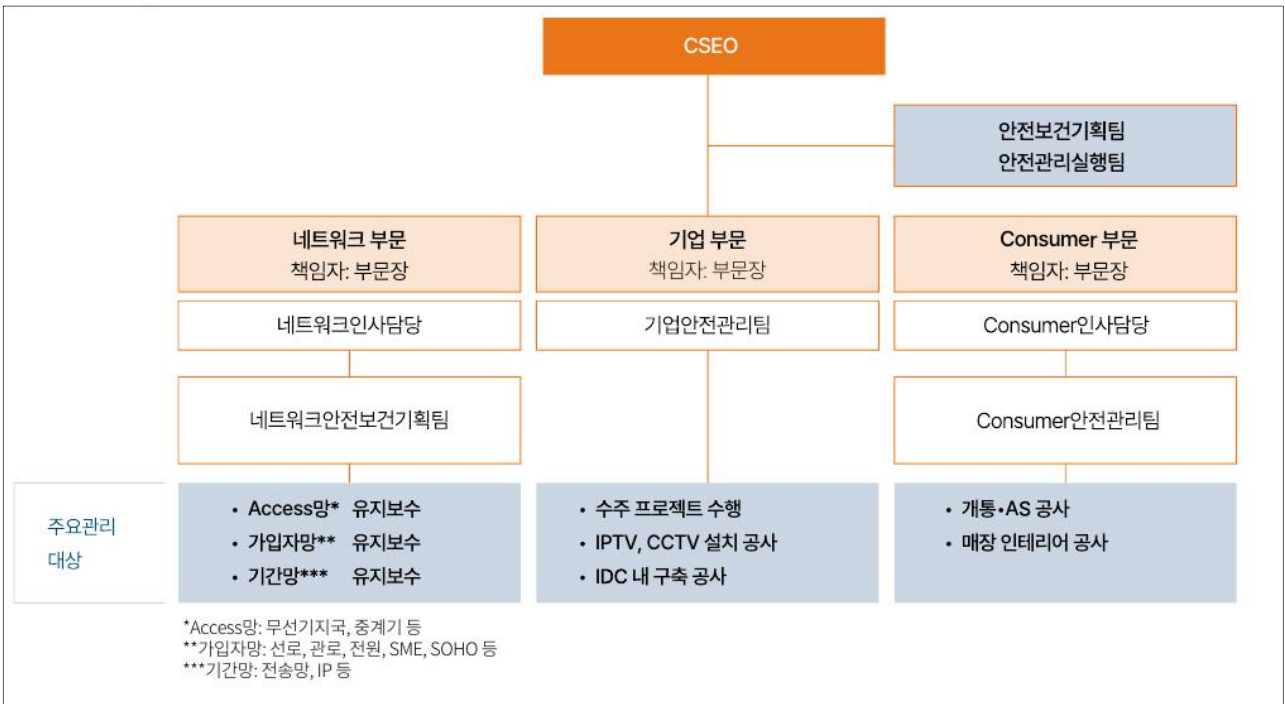 CSEO
안전보건기획팀
안전관리실행팀
네트워크 부문
책임자: 부문장
기업 부문
책임자: 부문장
Consumer 부문
책임자: 부문장
네트워크인사담당
기업안전관리팀
Consumer인사담당
네트워크안전보건기획팀
Consumer안전관리팀
주요관리
대상
• Access망* 유지보수
• 가입자망** 유지보수
• 기간망*** 유지보수
• 수주 프로젝트 수행
• IPTV, CCTV 설치 공사
• IDC 내 구축 공사
• 개통•AS 공사
• 매장 인테리어 공사
*Access망: 무선기지국, 중계기 등
**가입자망: 선로, 관로, 전원, SME, SOHO 등
***기간망: 전송망, IP 등